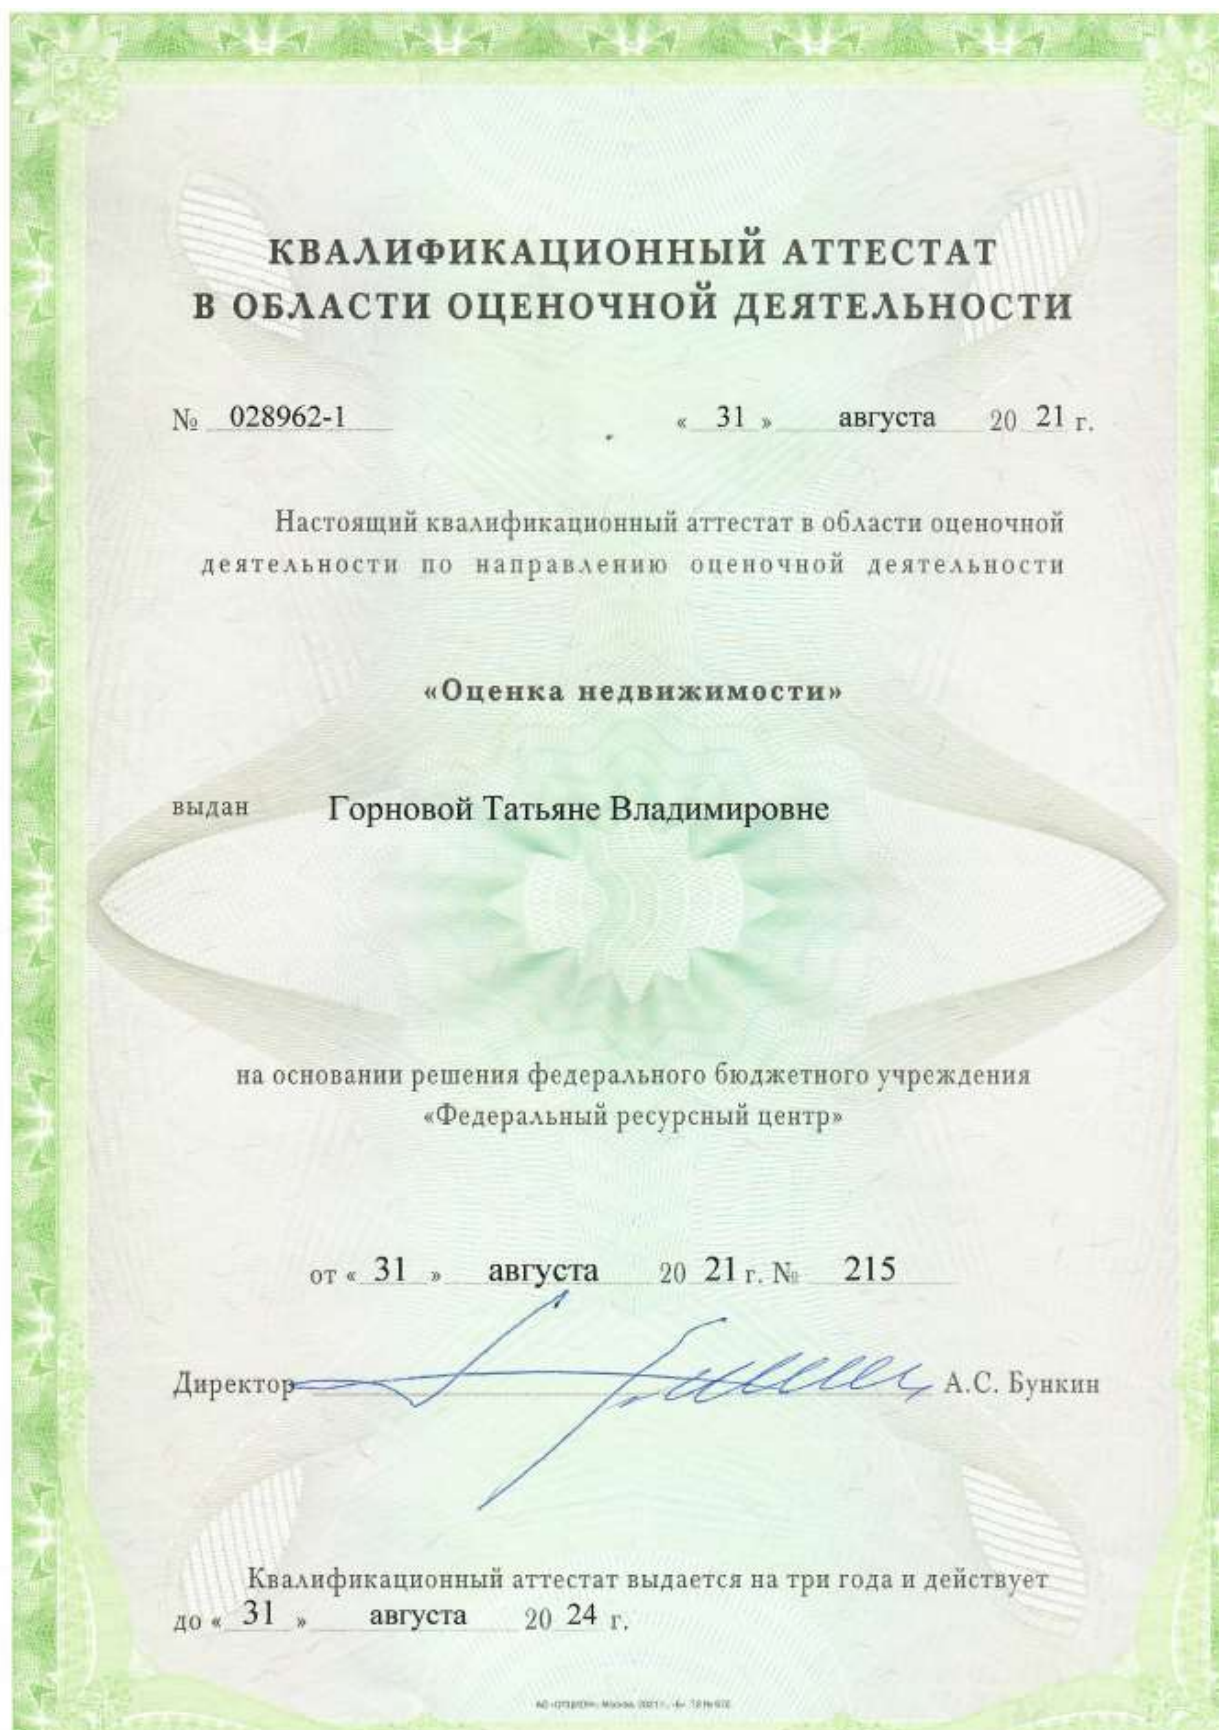 КВАЛИФИКАЦИОННЫЙ АТТЕСТАТ
В ОБЛАСТИ ОЦЕНОЧНОЙ ДЕЯТЕЛЬНОСТИ
№ 028962-1 « 31 » августа 20 21 г.
Настоящий квалификационный аттестат в области оценочной
деятельности по направлению оценочной деятельности
«Оценка недвижимости»
выдан Горновой Татьяне Владимировне
на основании решения федерального бюджетного учреждения
«Федеральный ресурсный центр»
от « 31 » августа 20 21 г. № 215
Директор А.С. Бункин
Квалификационный аттестат выдается на три года и действует
до « 31 » августа 20 24 г.
Москва, 2021 г.